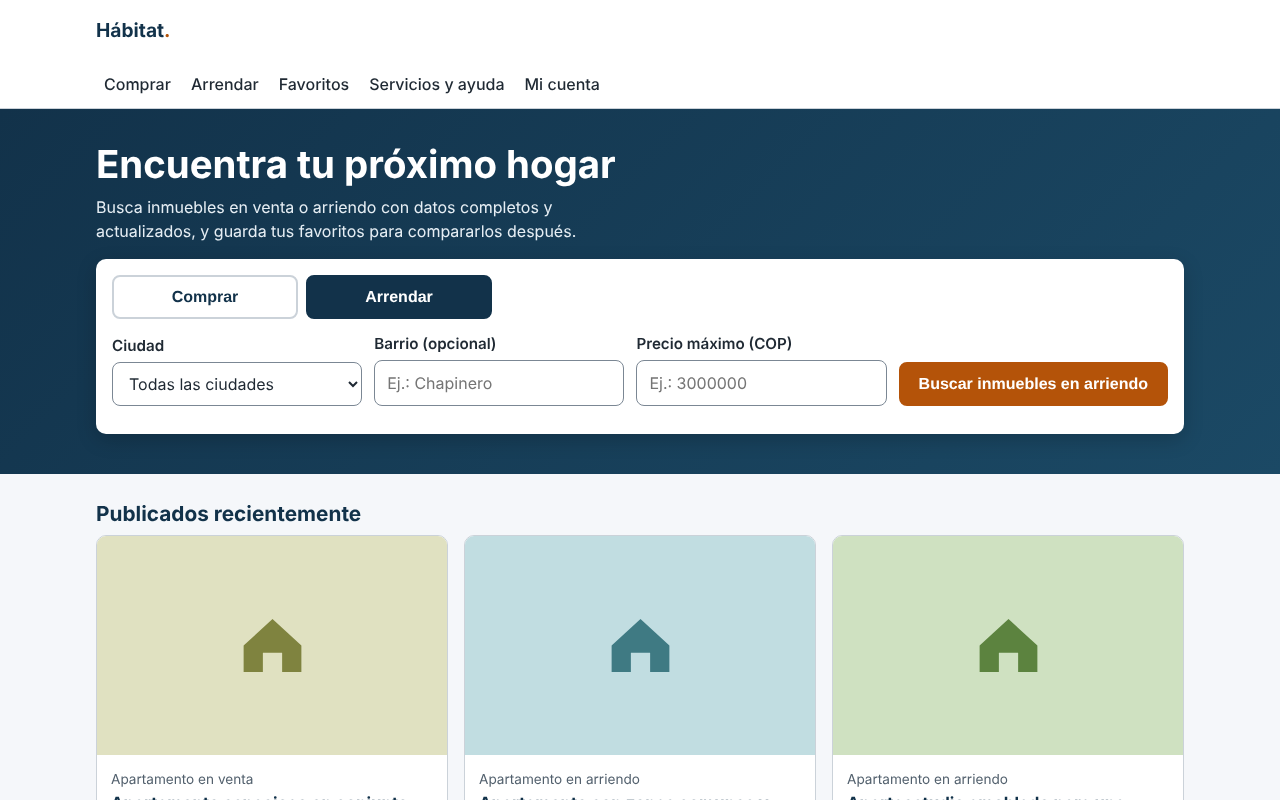 Hábitat.
Comprar Arrendar Favoritos Servicios y ayuda Mi cuenta
Encuentra tu próximo hogar
Busca inmuebles en venta o arriendo con datos completos y
actualizados, y guarda tus favoritos para compararlos después.
Comprar Arrendar
Ciudad Barrio (opcional) Precio máximo (COP)
Todas las ciudades Ej.: Chapinero Ej.: 3000000 Buscar inmuebles en arriendo
Publicados recientemente
Apartamento en venta Apartamento en arriendo Apartamento en arriendo